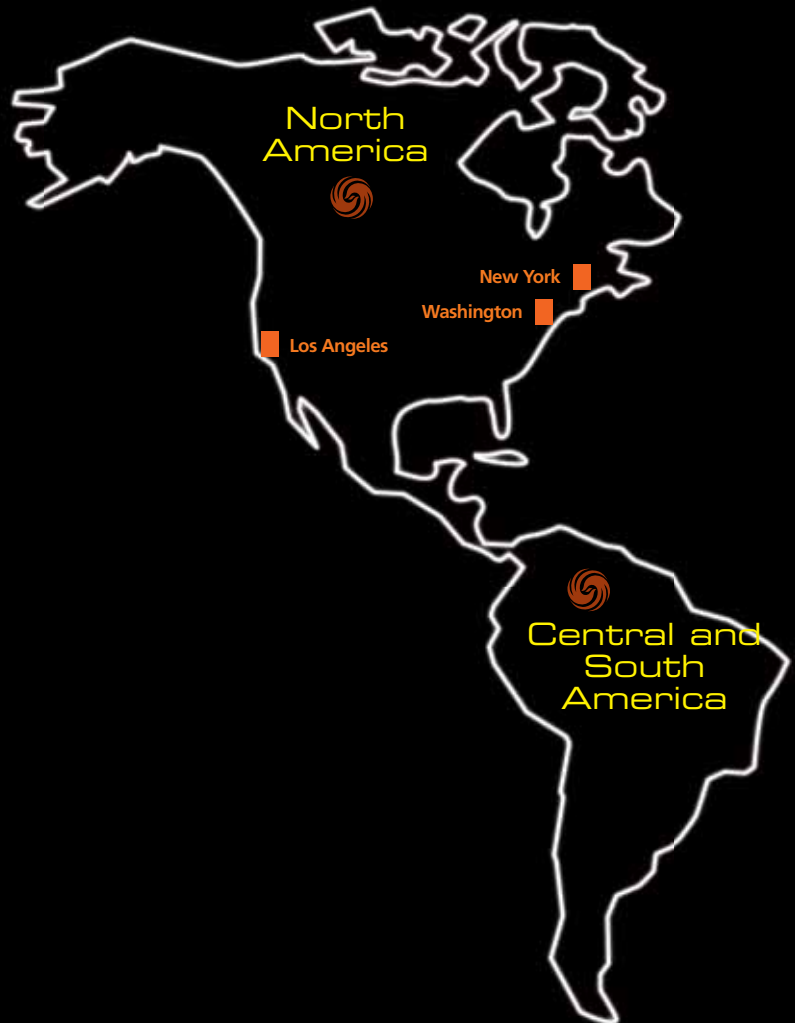 North
America
New York
Washington
Los Angeles
Central and
South
America